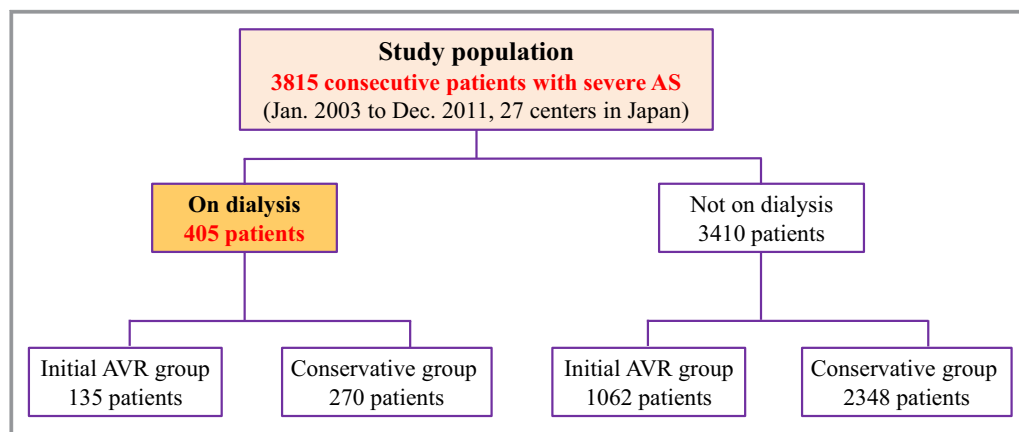 Study population
3815 consecutive patients with severe AS
(Jan. 2003 to Dec. 2011, 27 centers in Japan)
On dialysis
405 patients
Not on dialysis
3410 patients
Initial AVR group
135 patients
Conservative group
270 patients
Initial AVR group
1062 patients
Conservative group
2348 patients